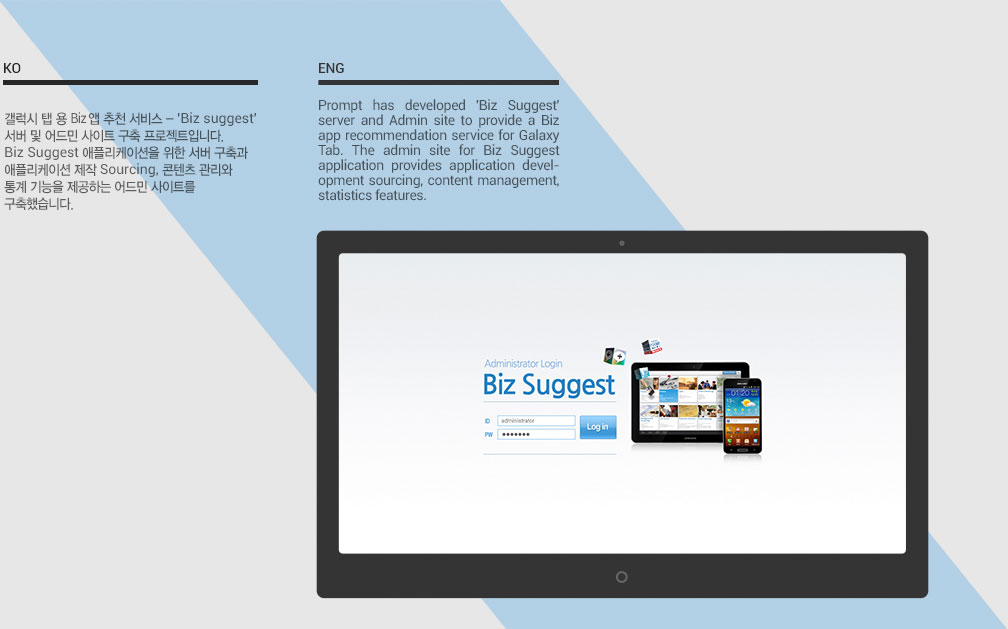 KO
갤럭시 탭 용 Biz앱 추천 서비스 – 'Biz suggest'
서버 및 어드민 사이트 구축 프로젝트입니다.
Biz Suggest 애플리케이션을 위한 서버 구축과
애플리케이션 제작 Sourcing, 콘텐츠 관리와
통계 기능을 제공하는 어드민 사이트를
구축했습니다.
ENG
Prompt has developed 'Biz Suggest'
server and Admin site to provide a Biz
app recommendation service for Galaxy
Tab. The admin site for Biz Suggest
application provides application devel-
opment sourcing, content management,
statistics features.
Administrator Login
Biz Suggest
ID administrator
PW •••••••
Log in